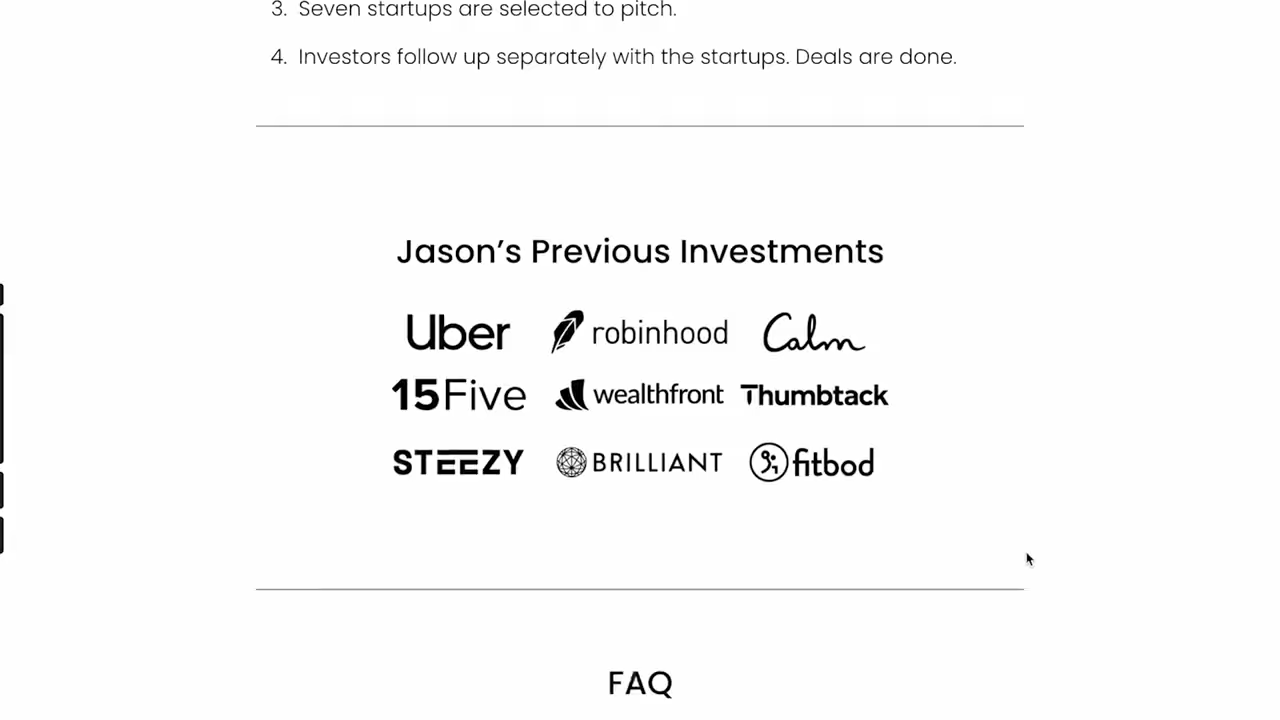 3. Seven startups are selected to pitch.
4. Investors follow up separately with the startups. Deals are done.
Jason's Previous Investments
Uber robinhood Calm
15Five wealthfront Thumbtack
STEEZY BRILLIANT fitbod
FAQ